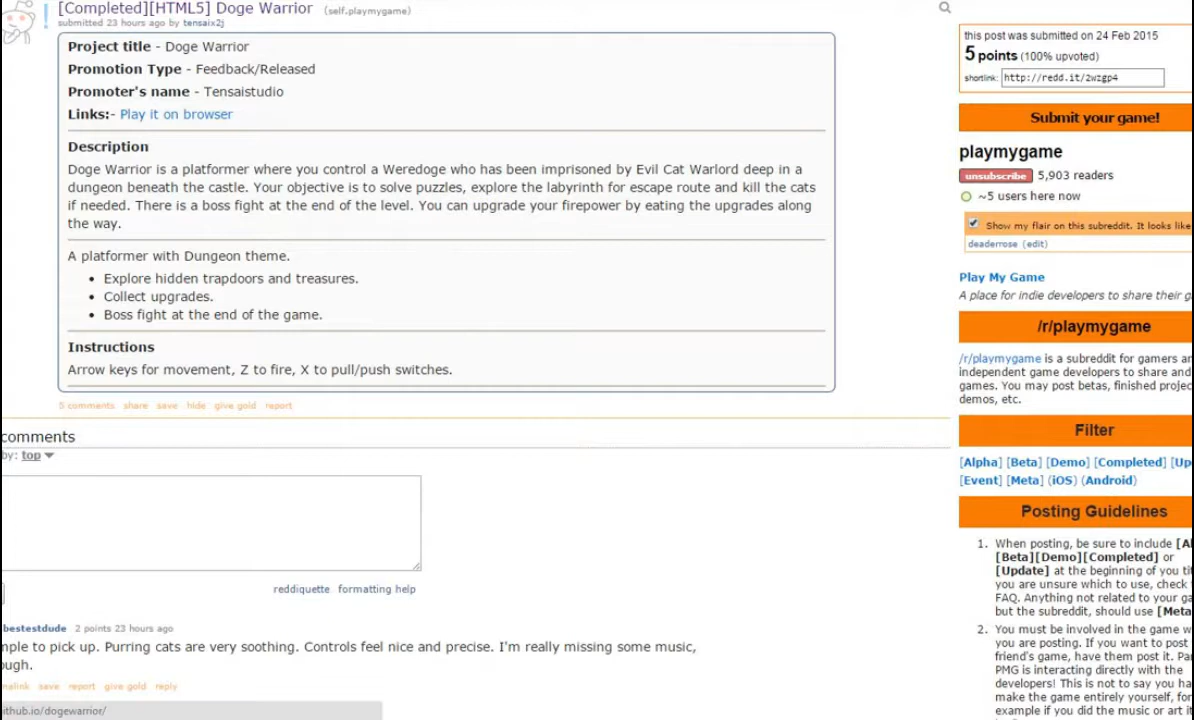 [Completed][HTML5] Doge Warrior (self.playmygame)
submitted 23 hours ago by tensaix2j
Project title - Doge Warrior
Promotion Type - Feedback/Released
Promoter's name - Tensaistudio
Links:- Play it on browser
Description
Doge Warrior is a platformer where you control a Weredoge who has been imprisoned by Evil Cat Warlord deep in a
dungeon beneath the castle. Your objective is to solve puzzles, explore the labyrinth for escape route and kill the cats
if needed. There is a boss fight at the end of the level. You can upgrade your firepower by eating the upgrades along
the way.
A platformer with Dungeon theme.
• Explore hidden trapdoors and treasures.
• Collect upgrades.
• Boss fight at the end of the game.
Instructions
Arrow keys for movement, Z to fire, X to pull/push switches.
5 comments share save hide give gold report
comments
by: top
reddiquette formatting help
bestestdude 2 points 23 hours ago
mple to pick up. Purring cats are very soothing. Controls feel nice and precise. I'm really missing some music,
ough.
malink save report give gold reply
ithub.io/dogewarrior/
this post was submitted on 24 Feb 2015
5 points (100% upvoted)
shortlink: http://redd.it/2wzgp4
Submit your game!
playmygame
unsubscribe 5,903 readers
~5 users here now
Show my flair on this subreddit. It looks like
deaderrose (edit)
Play My Game
A place for indie developers to share their g
/r/playmygame
/r/playmygame is a subreddit for gamers an
independent game developers to share and
games. You may post betas, finished projec
demos, etc.
Filter
[Alpha] [Beta] [Demo] [Completed] [Up
[Event] [Meta] (iOS) (Android)
Posting Guidelines
1. When posting, be sure to include [Al
[Beta][Demo][Completed] or
[Update] at the beginning of you tit
you are unsure which to use, check
FAQ. Anything not related to your ga
but the subreddit, should use [Meta
2. You must be involved in the game w
you are posting. If you want to post
friend's game, have them post it. Par
PMG is interacting directly with the
developers! This is not to say you ha
make the game entirely yourself, for
example if you did the music or art it